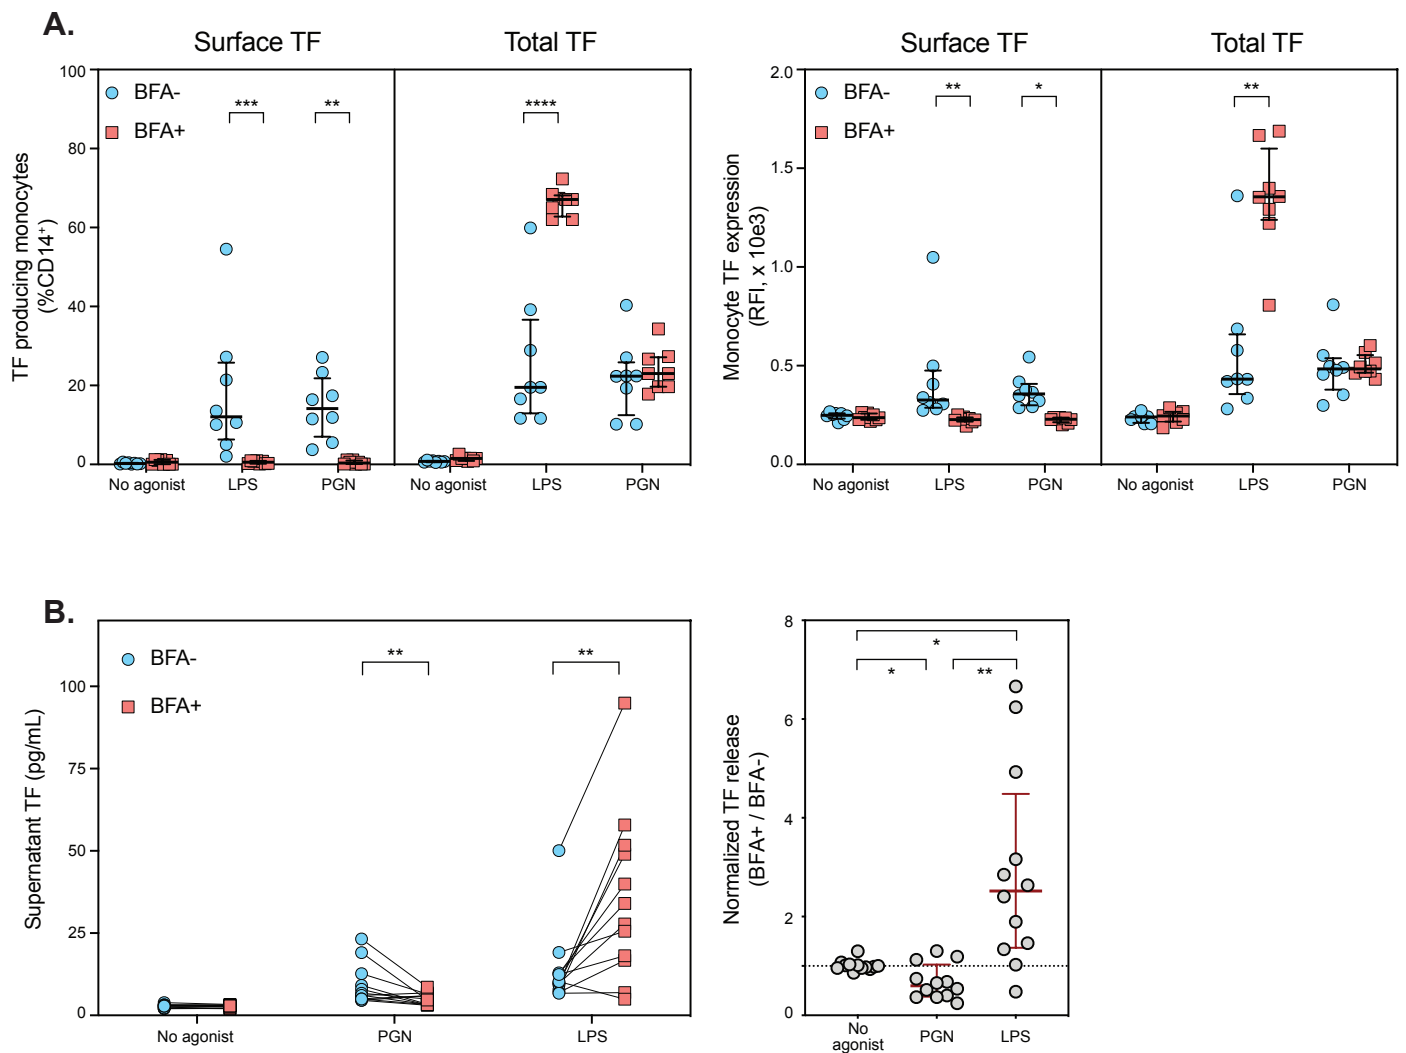 A.
Surface TF
Total TF
BFA-
BFA+
***
**
****
100
80
60
40
20
0
TF producing monocytes
(%CD14+)
No agonist
LPS
PGN
No agonist
LPS
PGN
Surface TF
Total TF
BFA-
BFA+
**
*
**
2.0
1.5
1.0
0.5
0.0
Monocyte TF expression
(RFI, x 10e3)
No agonist
LPS
PGN
No agonist
LPS
PGN
B.
BFA-
BFA+
**
**
100
75
50
25
0
Supernatant TF (pg/mL)
No agonist
PGN
LPS
*
*
**
8
6
4
2
0
Normalized TF release
(BFA+ / BFA-)
No
agonist
PGN
LPS